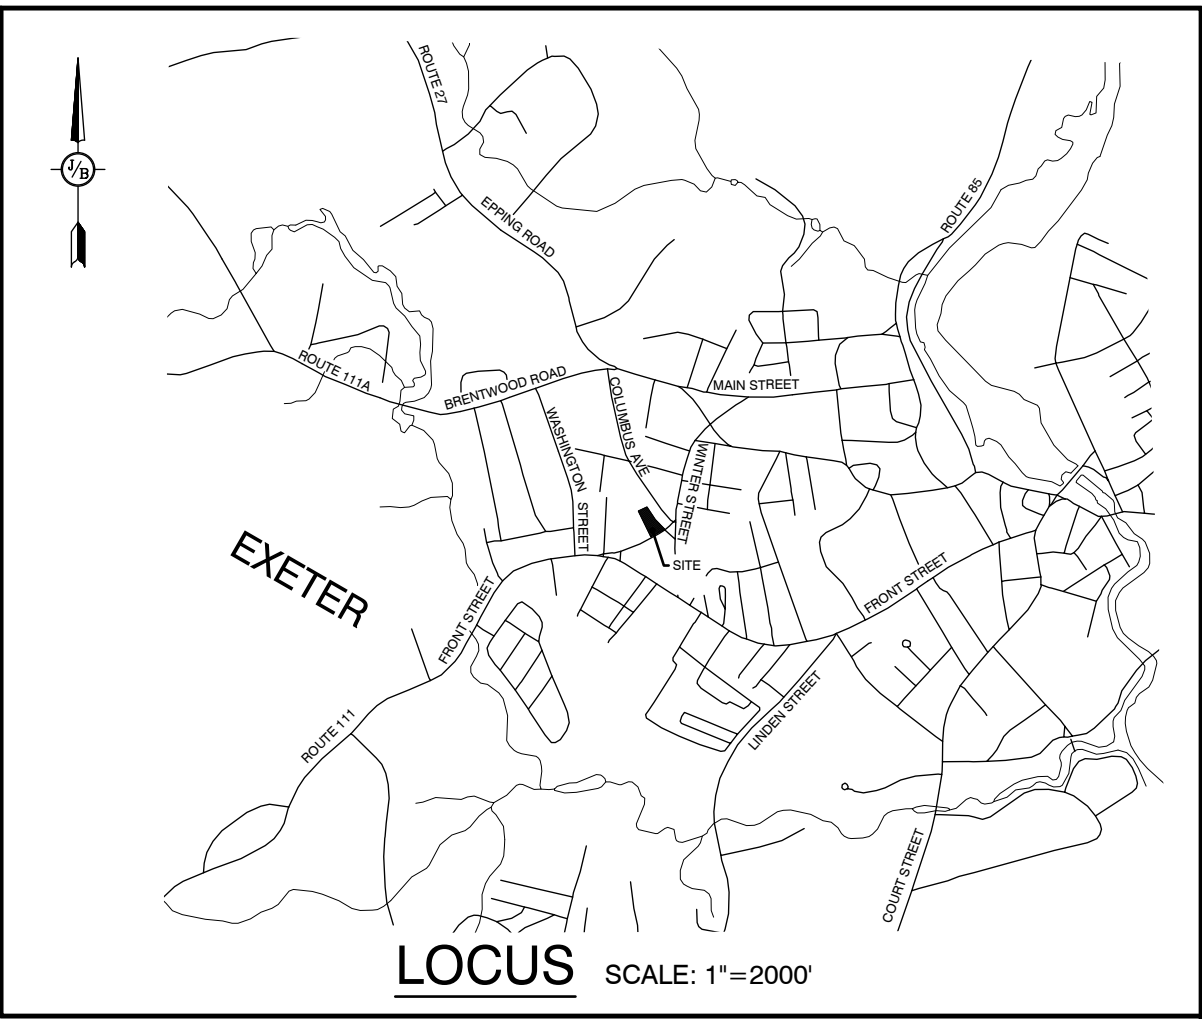 ROUTE 27
J/B
ROUTE 85
EPPING ROAD
ROUTE 111A
BRENTWOOD ROAD
MAIN STREET
COLUMBUS AVE
WASHINGTON STREET
WINTER STREET
EXETER
SITE
FRONT STREET
FRONT STREET
LINDEN STREET
ROUTE 111
COURT STREET
LOCUS SCALE: 1"=2000'